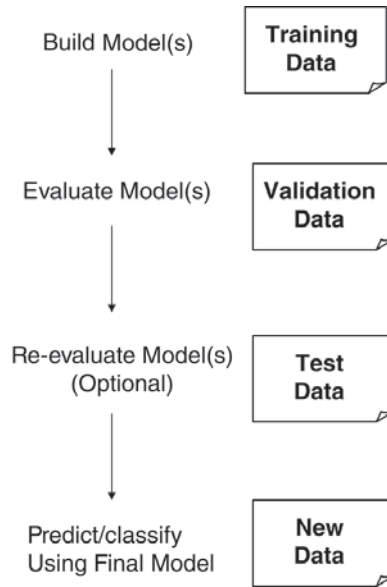 Build Model(s)
Training
Data
Evaluate Model(s)
Validation
Data
Re-evaluate Model(s)
(Optional)
Test
Data
Predict/classify
Using Final Model
New
Data